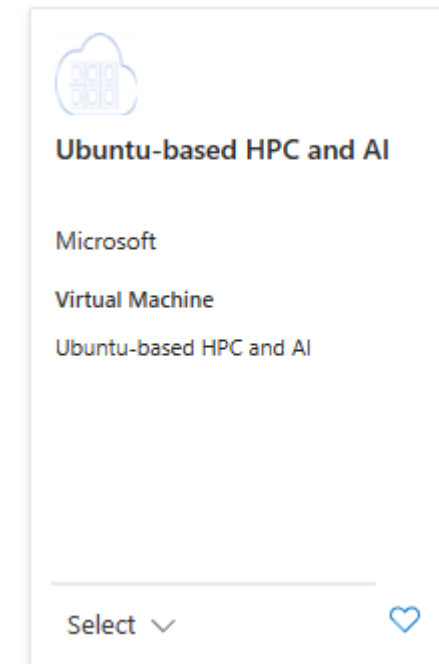 Ubuntu-based HPC and AI
Microsoft
Virtual Machine
Ubuntu-based HPC and AI
Select